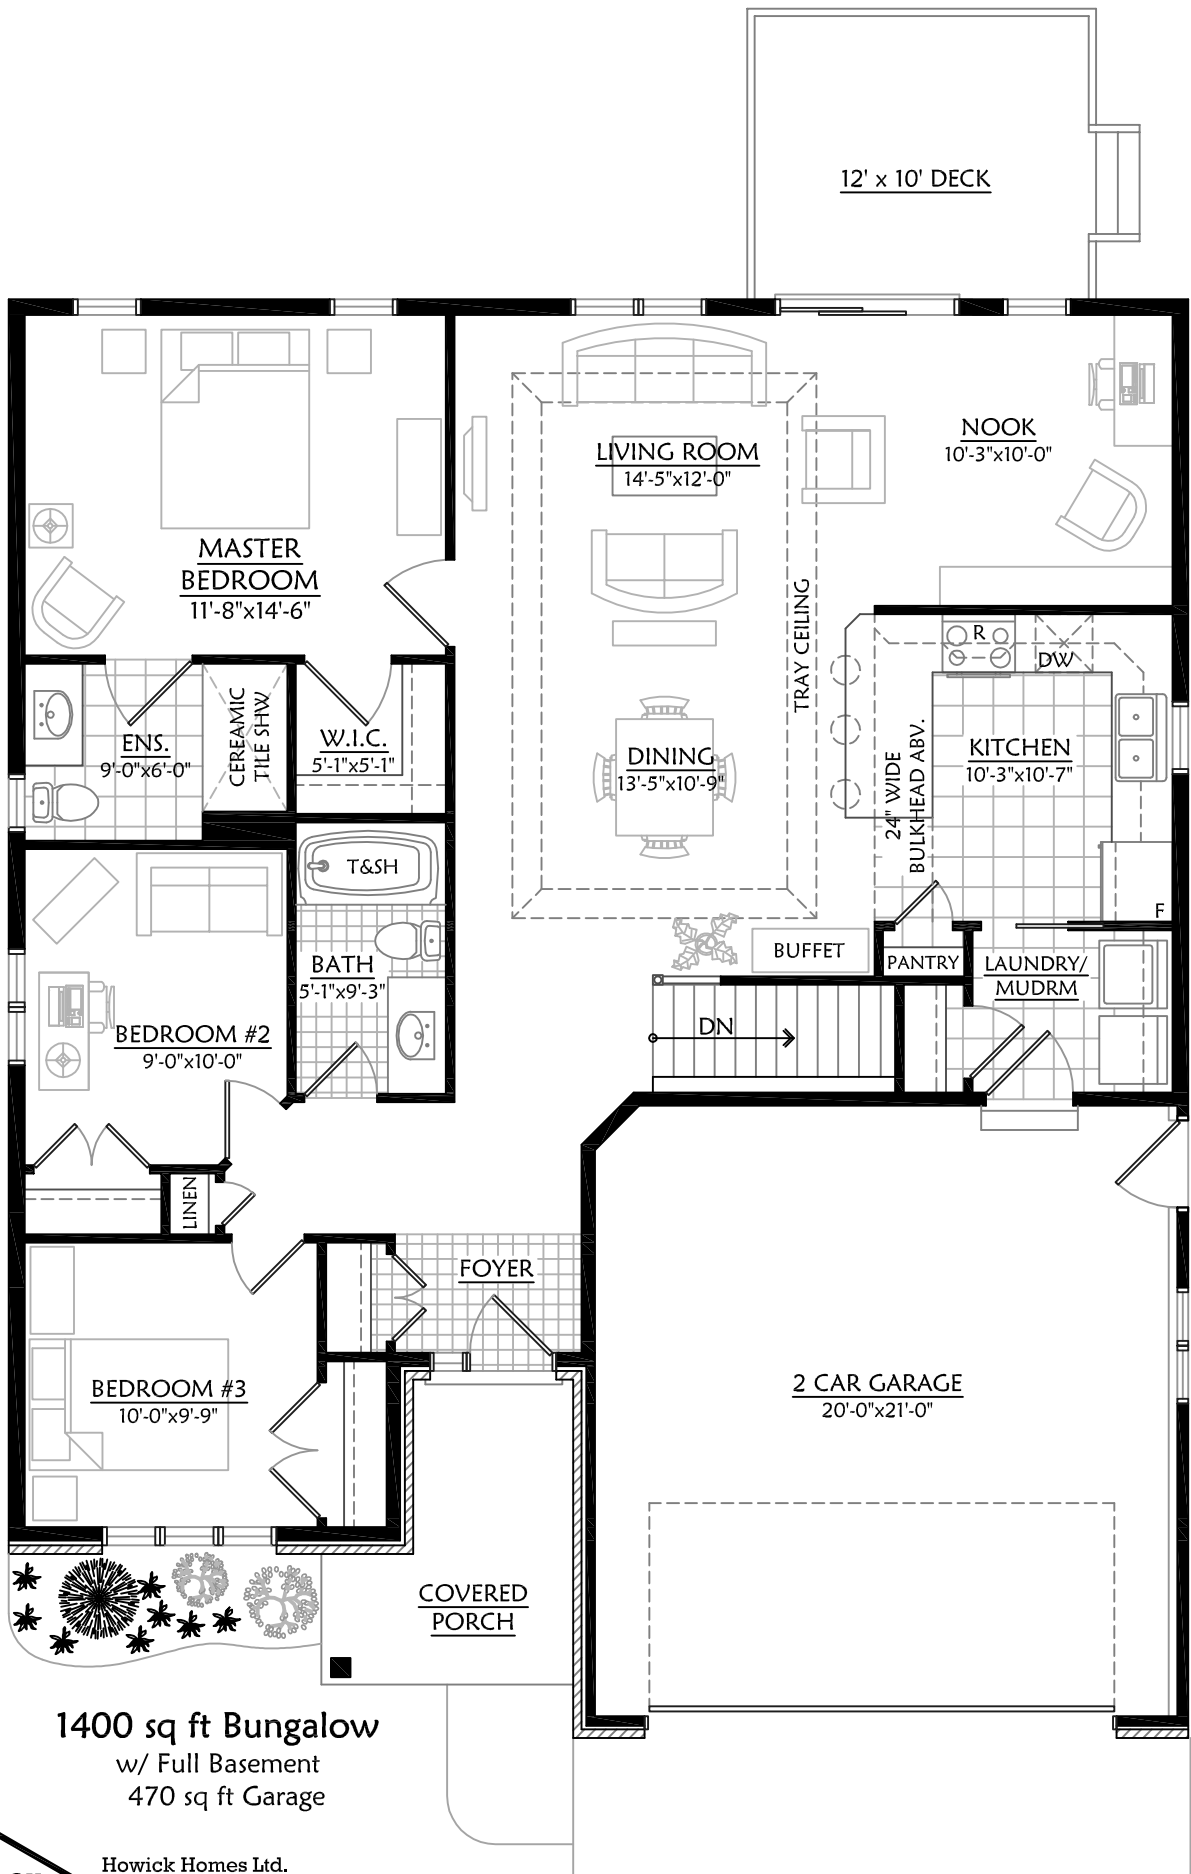 12' x 10' DECK
LIVING ROOM
14'-5"x12'-0"
NOOK
10'-3"x10'-0"
MASTER
BEDROOM
11'-8"x14'-6"
TRAY CEILING
R
DW
ENS.
9'-0"x6'-0"
CEREAMIC
TILE SHW
W.I.C.
5'-1"x5'-1"
DINING
13'-5"x10'-9"
24" WIDE
BULKHEAD ABV.
KITCHEN
10'-3"x10'-7"
T&SH
F
BUFFET
PANTRY
LAUNDRY/
MUDRM
BATH
5'-1"x9'-3"
BEDROOM #2
9'-0"x10'-0"
DN
LINEN
FOYER
BEDROOM #3
10'-0"x9'-9"
2 CAR GARAGE
20'-0"x21'-0"
COVERED
PORCH
1400 sq ft Bungalow
w/ Full Basement
470 sq ft Garage
Howick Homes Ltd.